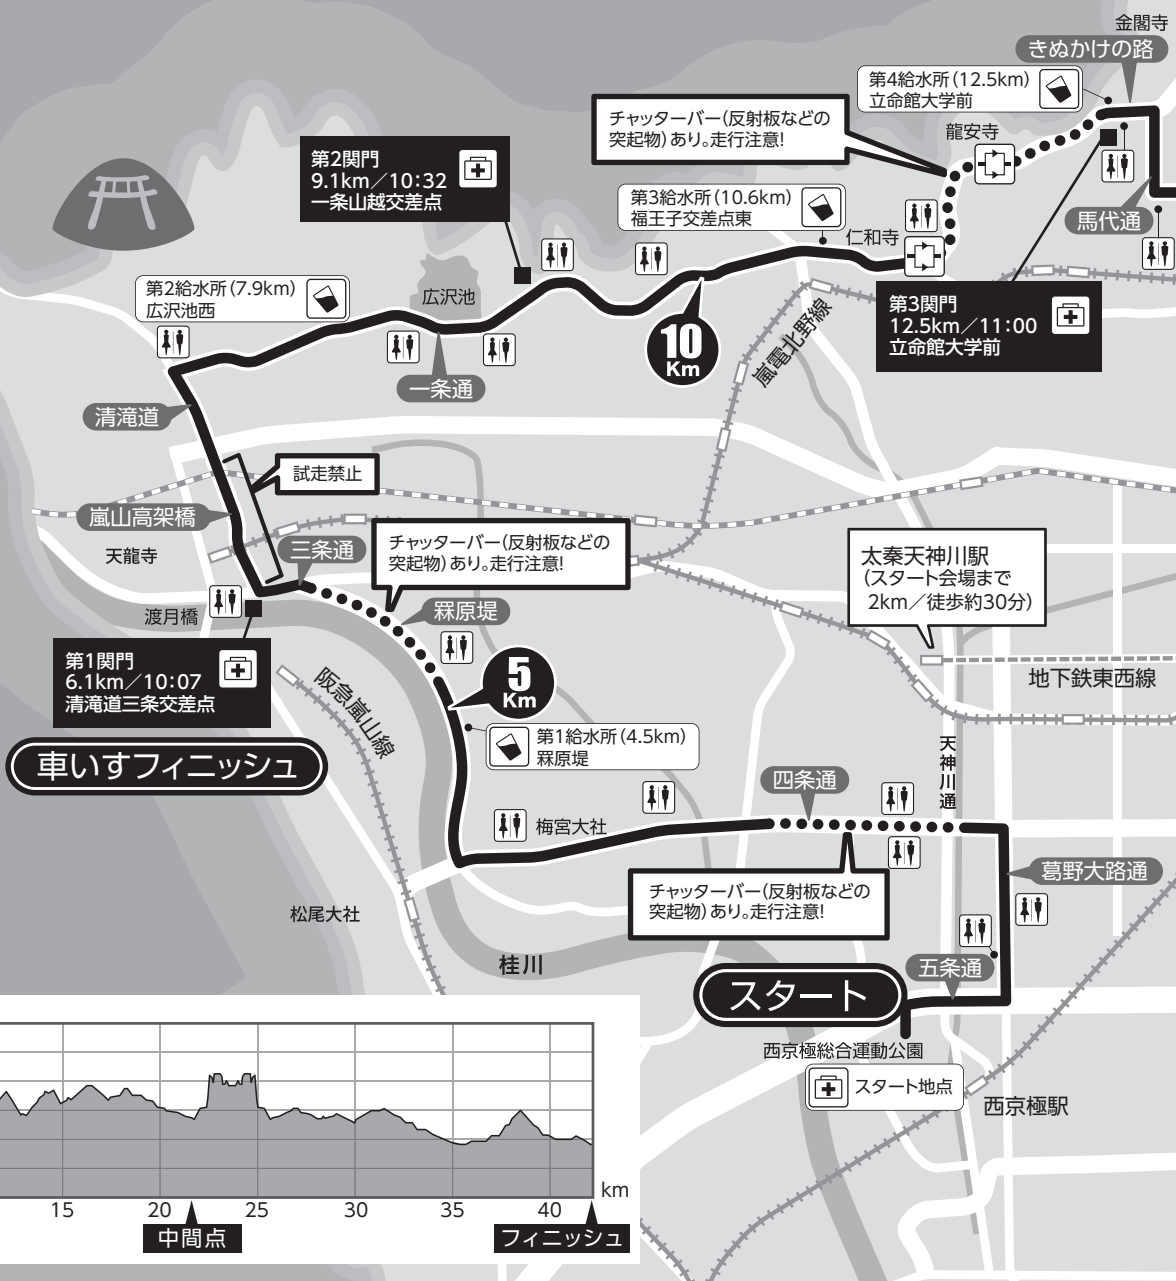 金閣寺
きぬかけの路
第4給水所（12.5km）
立命館大学前
チャッターバー（反射板などの
突起物）あり。走行注意!
龍安寺
第2関門
9.1km／10：32
一条山越交差点
第3給水所（10.6km）
福王子交差点東
仁和寺
馬代通
第2給水所（7.9km）
広沢池西
広沢池
第3関門
12.5km／11：00
立命館大学前
10
Km
嵐電北野線
一条通
清滝道
試走禁止
嵐山高架橋
天龍寺
三条通
チャッターバー（反射板などの
突起物）あり。走行注意!
太秦天神川駅
（スタート会場まで
2km／徒歩約30分）
渡月橋
罧原堤
第1関門
6.1km／10：07
清滝道三条交差点
阪急嵐山線
5
Km
地下鉄東西線
第1給水所（4.5km）
罧原堤
車いすフィニッシュ
天神川通
四条通
梅宮大社
葛野大路通
チャッターバー（反射板などの
突起物）あり。走行注意!
松尾大社
桂川
五条通
スタート
西京極総合運動公園
スタート地点
西京極駅
km
15 20 25 30 35 40
中間点
フィニッシュ